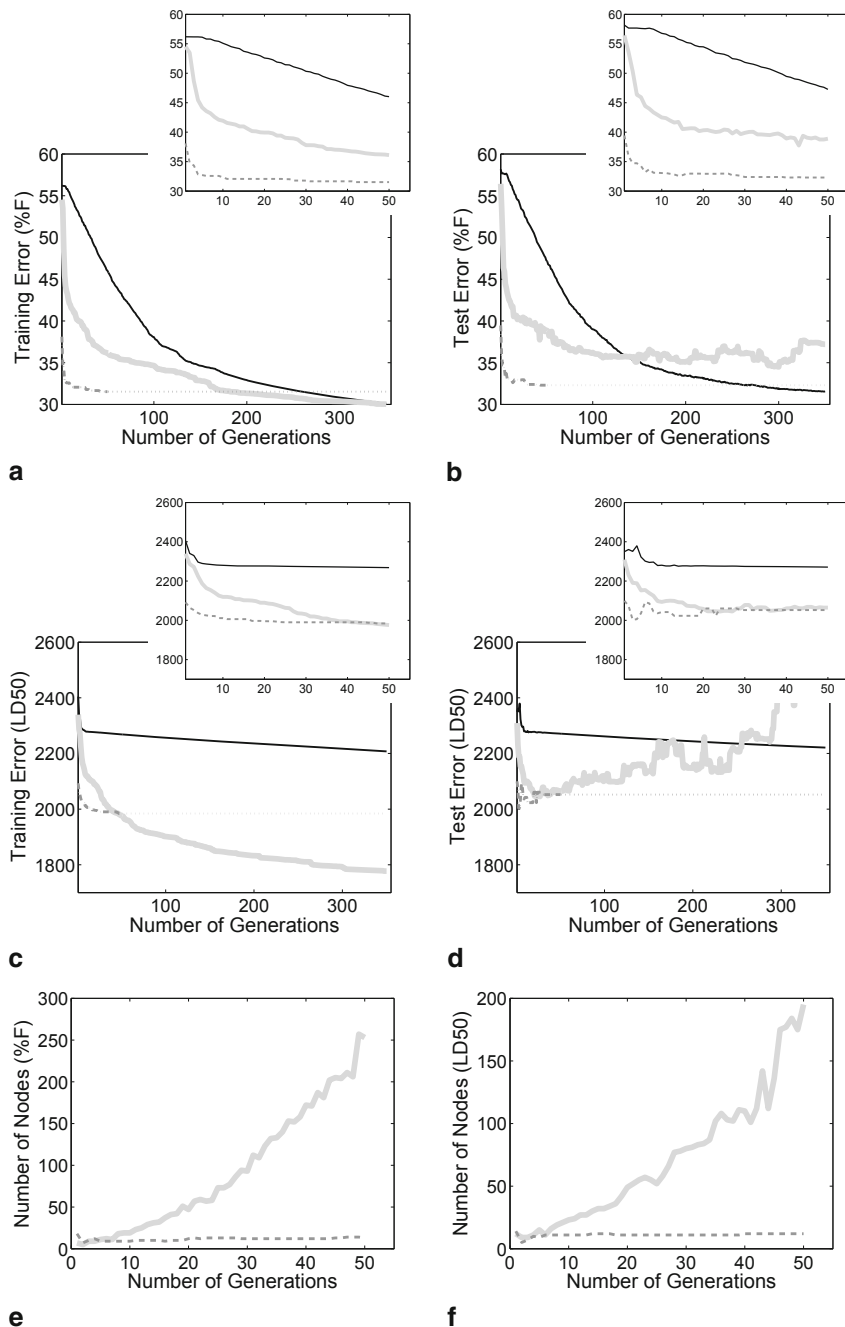 60
55
50
45
40
35
30
10 20 30 40 50
60
55
50
45
40
35
30
100 200 300
Training Error (%F)
Number of Generations
a
60
55
50
45
40
35
30
10 20 30 40 50
60
55
50
45
40
35
30
100 200 300
Test Error (%F)
Number of Generations
b
2600
2400
2200
2000
1800
10 20 30 40 50
2600
2400
2200
2000
1800
100 200 300
Training Error (LD50)
Number of Generations
c
2600
2400
2200
2000
1800
10 20 30 40 50
2600
2400
2200
2000
1800
100 200 300
Test Error (LD50)
Number of Generations
d
300
250
200
150
100
50
0
0 10 20 30 40 50
Number of Nodes (%F)
Number of Generations
e
200
150
100
50
0
0 10 20 30 40 50
Number of Nodes (LD50)
Number of Generations
f